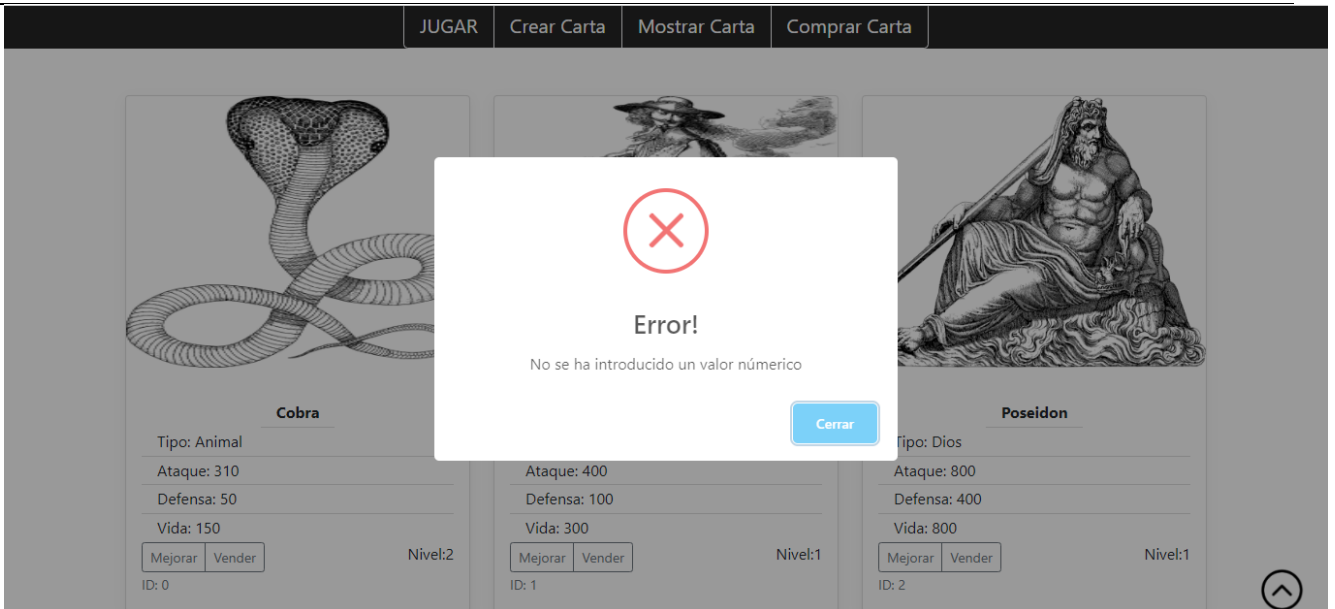 JUGAR Crear Carta Mostrar Carta Comprar Carta
Error!
No se ha introducido un valor númerico
Cerrar
Cobra
Tipo: Animal
Ataque: 310
Defensa: 50
Vida: 150
Mejorar Vender Nivel:2
ID: 0
Ataque: 400
Defensa: 100
Vida: 300
Mejorar Vender Nivel:1
ID: 1
Poseidon
Tipo: Dios
Ataque: 800
Defensa: 400
Vida: 800
Mejorar Vender Nivel:1
ID: 2